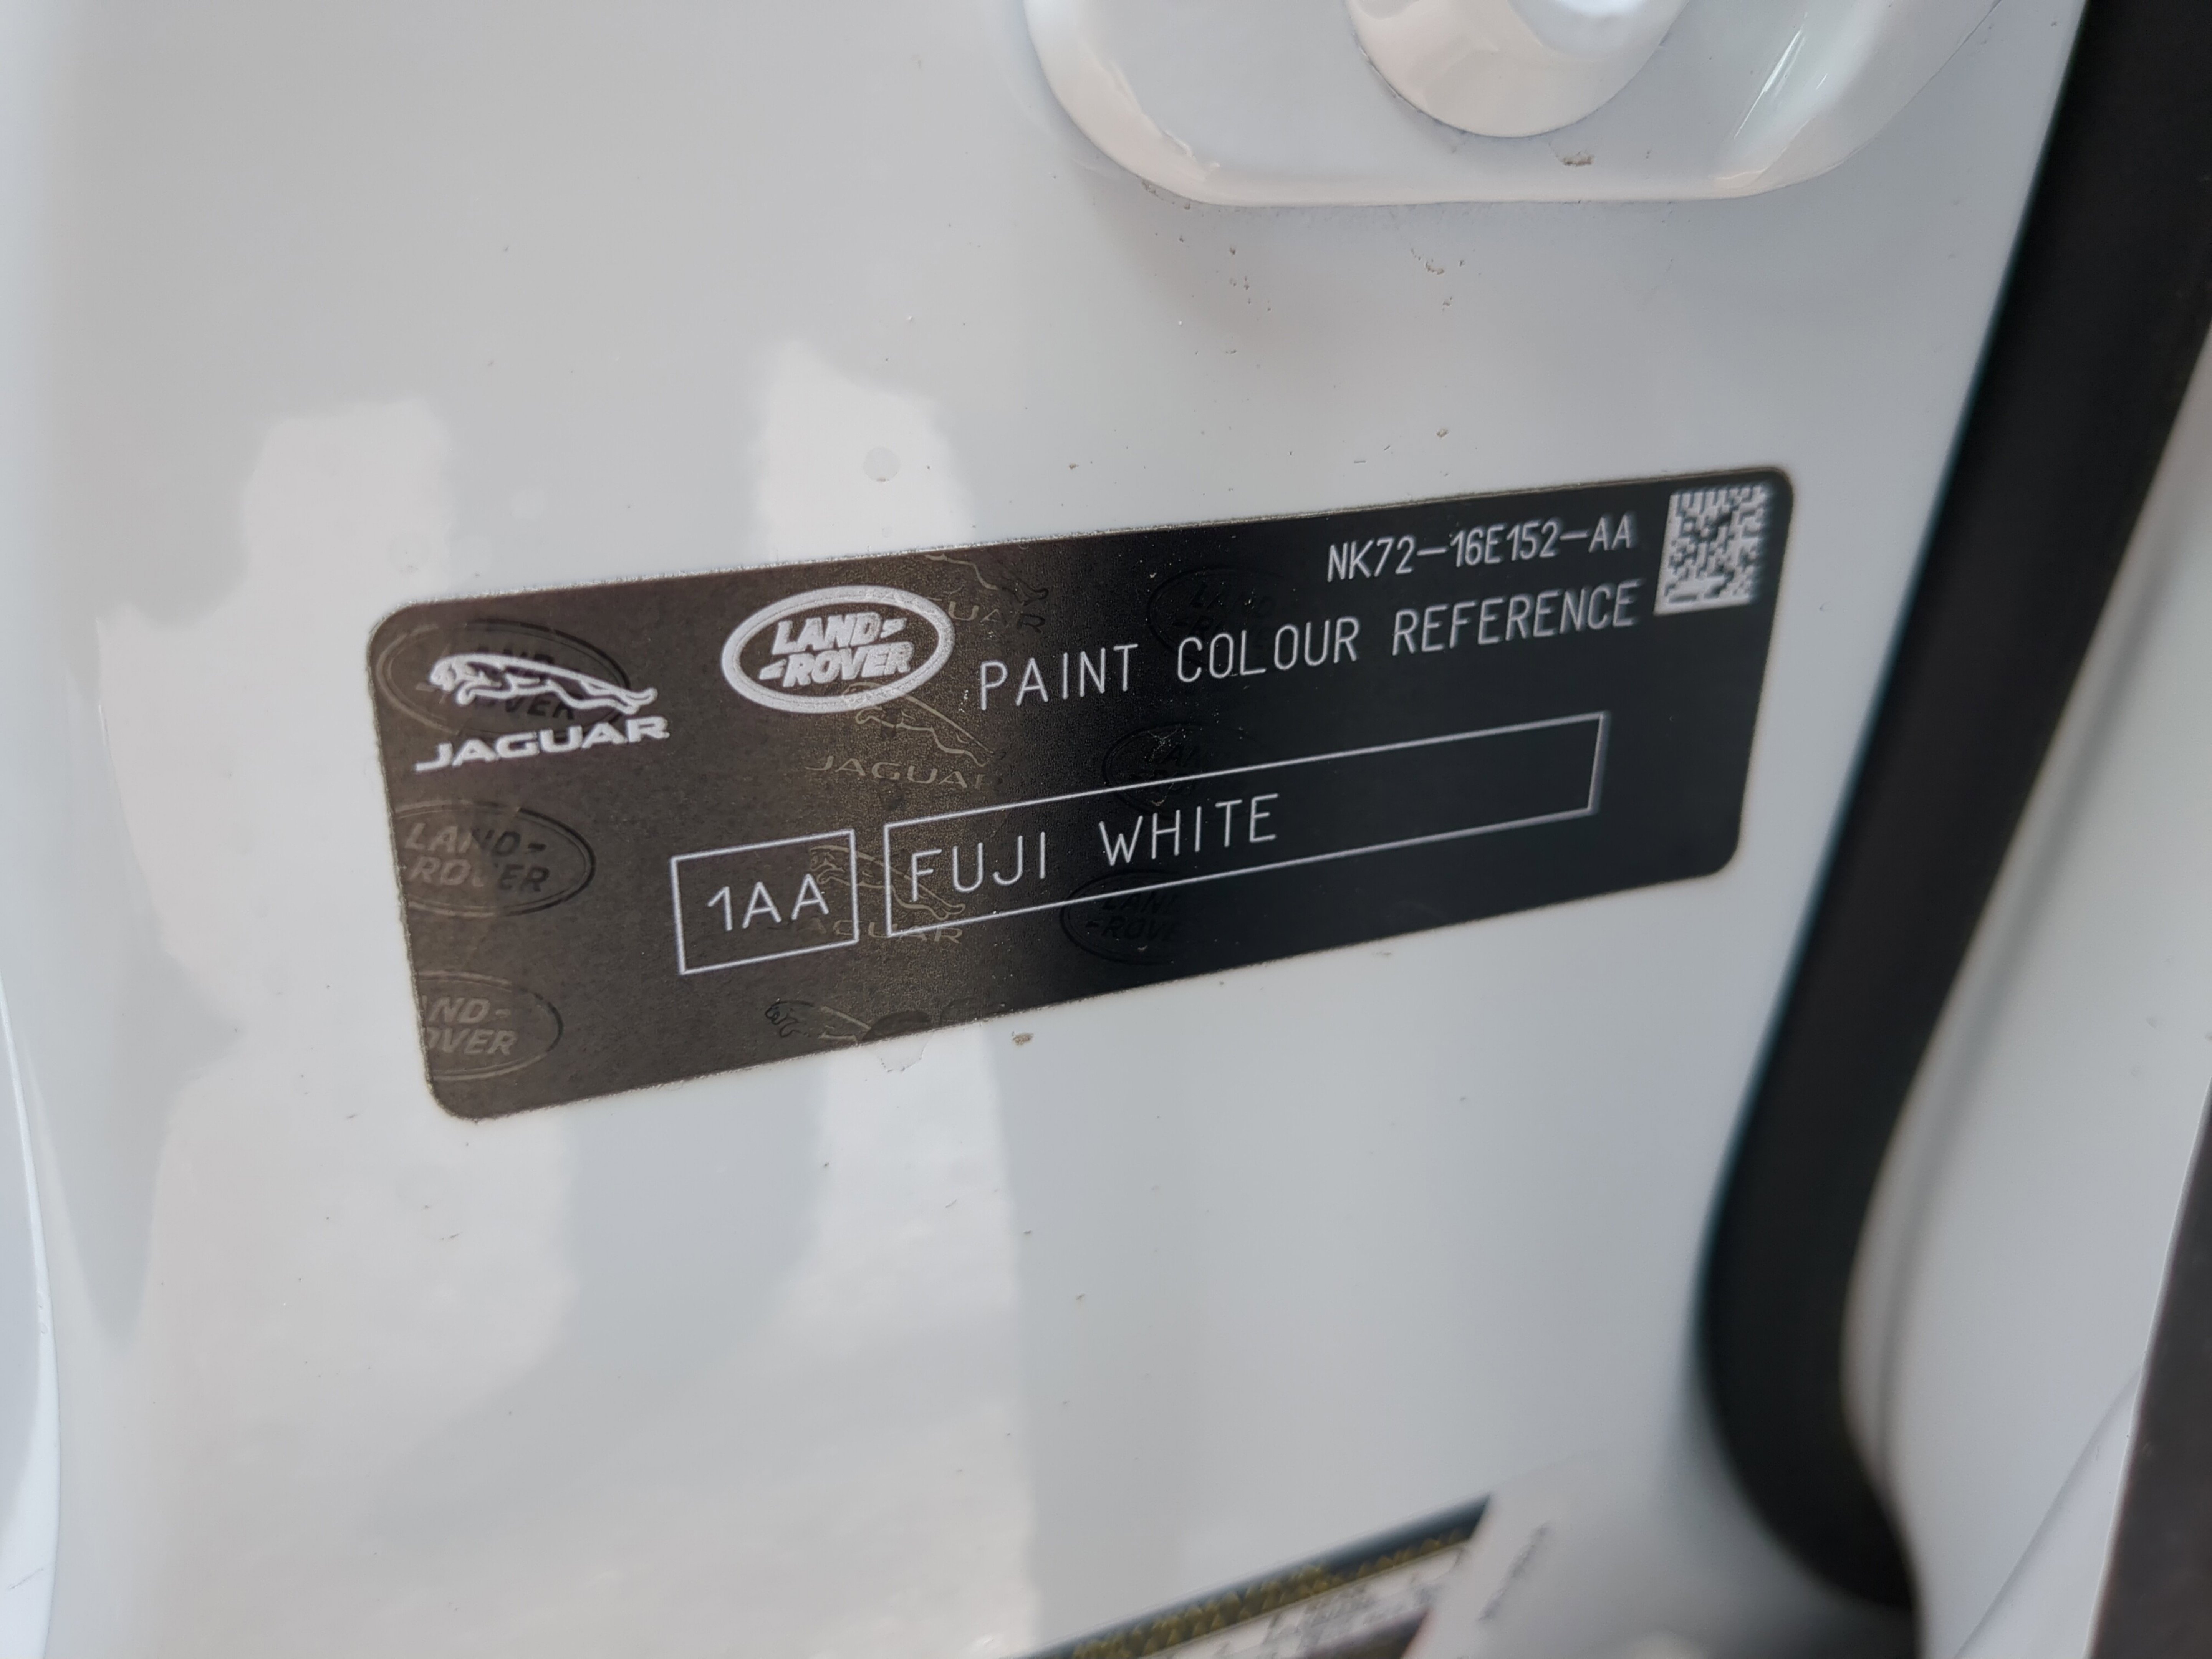 NK72-16E152-AA
JAGUAR
LAND-
-ROVER
PAINT COLOUR REFERENCE
1AA
FUJI WHITE